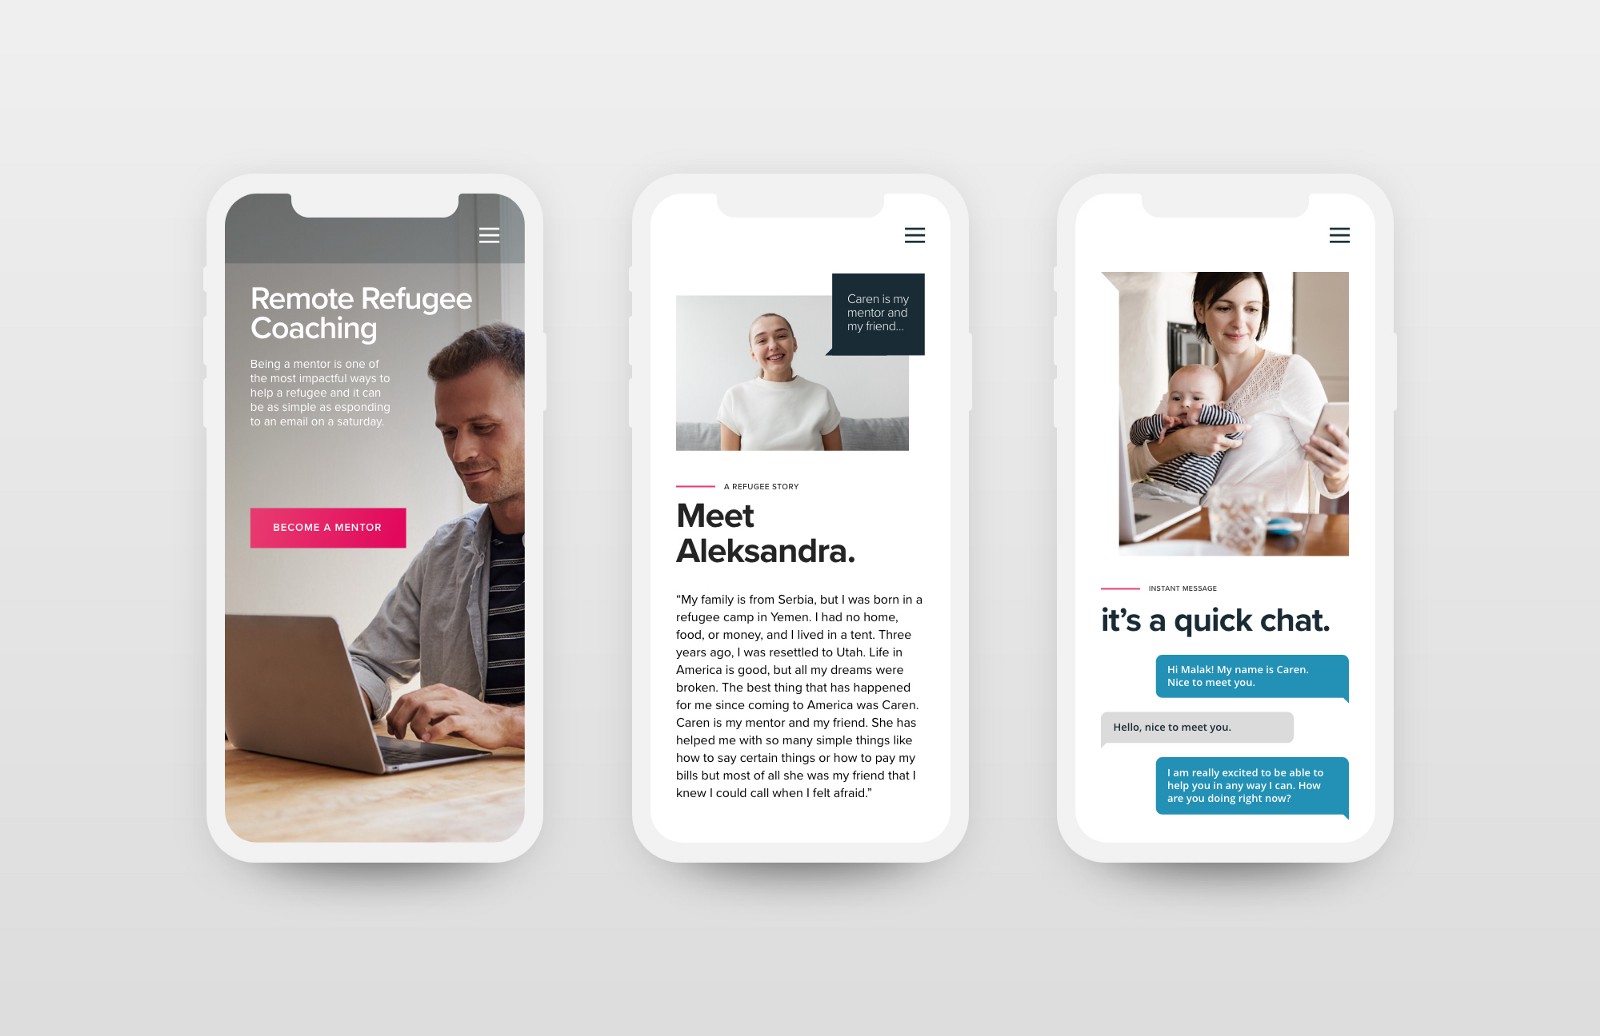 Remote Refugee
Coaching
Being a mentor is one of
the most impactful ways to
help a refugee and it can
be as simple as esponding
to an email on a saturday.
BECOME A MENTOR
Caren is my
mentor and
my friend...
A REFUGEE STORY
Meet
Aleksandra.
“My family is from Serbia, but I was born in a
refugee camp in Yemen. I had no home,
food, or money, and I lived in a tent. Three
years ago, I was resettled to Utah. Life in
America is good, but all my dreams were
broken. The best thing that has happened
for me since coming to America was Caren.
Caren is my mentor and my friend. She has
helped me with so many simple things like
how to say certain things or how to pay my
bills but most of all she was my friend that I
knew I could call when I felt afraid.”
INSTANT MESSAGE
it’s a quick chat.
Hi Malak! My name is Caren.
Nice to meet you.
Hello, nice to meet you.
I am really excited to be able to
help you in any way I can. How
are you doing right now?